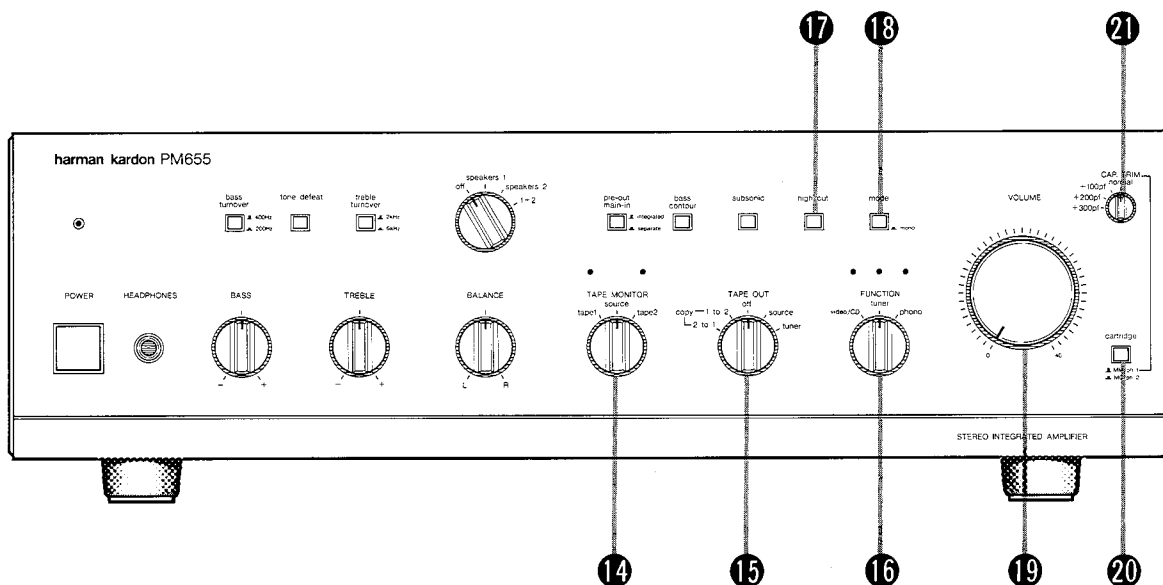 17 18 21
harman kardon PM655
bass turnover
400Hz
200Hz
tone defeat
treble turnover
2kHz
6kHz
off
speakers 1
speakers 2
1+2
pre-out main-in
integrated
separate
bass contour
subsonic
high cut
mode
mono
VOLUME
0
40
CAP. TRIM
normal
+100pf
+200pf
+300pf
POWER
HEADPHONES
BASS
- +
TREBLE
- +
BALANCE
L R
TAPE MONITOR
source
tape1 tape2
TAPE OUT
off
copy 1 to 2
2 to 1
source
tuner
FUNCTION
tuner
video/CD phono
cartridge
STEREO INTEGRATED AMPLIFIER
14 15 16 19 20